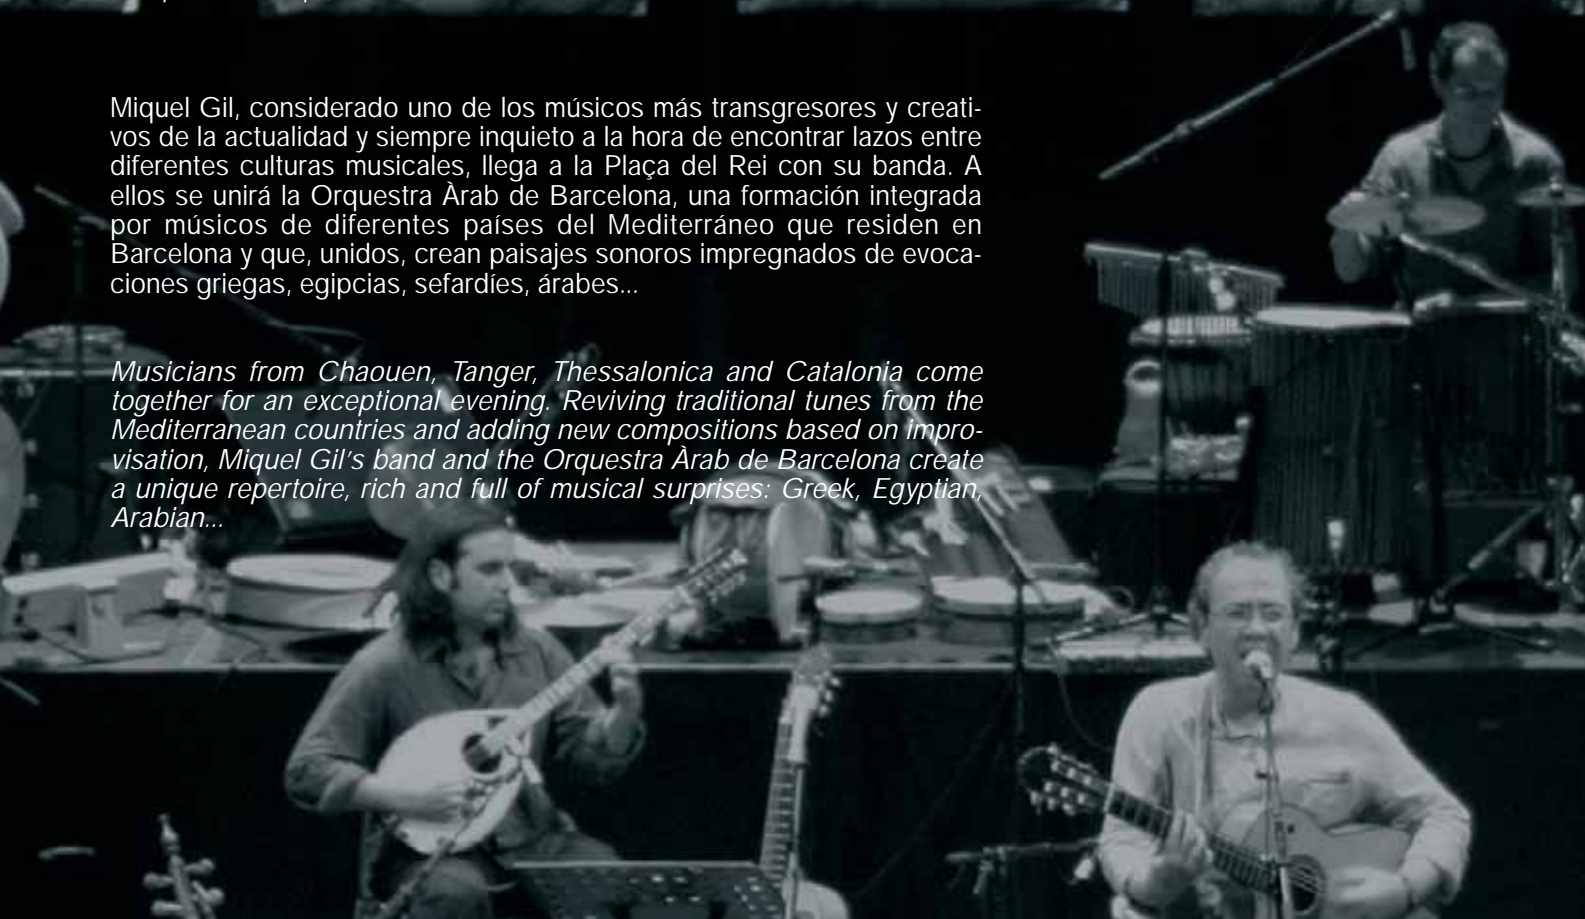 Miquel Gil, considerado uno de los músicos más transgresores y creati-
vos de la actualidad y siempre inquieto a la hora de encontrar lazos entre
diferentes culturas musicales, llega a la Plaça del Rei con su banda. A
ellos se unirá la Orquestra Àrab de Barcelona, una formación integrada
por músicos de diferentes países del Mediterráneo que residen en
Barcelona y que, unidos, crean paisajes sonoros impregnados de evoca-
ciones griegas, egipcias, sefardíes, árabes...
Musicians from Chaouen, Tanger, Thessalonica and Catalonia come
together for an exceptional evening. Reviving traditional tunes from the
Mediterranean countries and adding new compositions based on impro-
visation, Miquel Gil's band and the Orquestra Àrab de Barcelona create
a unique repertoire, rich and full of musical surprises: Greek, Egyptian,
Arabian...